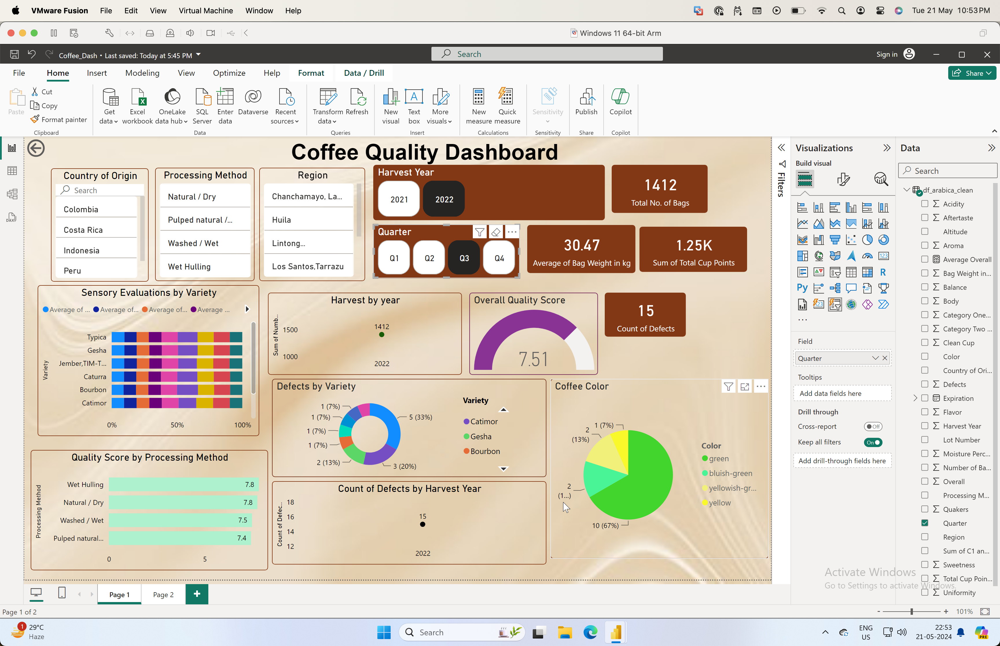 VMware Fusion File Edit View Virtual Machine Window Help Tue 21 May 10:53 PM
Windows 11 64-bit Arm
Coffee_Dash • Last saved: Today at 5:45 PM Search Sign in
File Home Insert Modeling View Optimize Help Format Data / Drill Share
Paste Cut
Copy
Format painter
Clipboard
Get data
Excel workbook
OneLake data hub
SQL Server
Enter data
Dataverse
Recent sources
Data
Transform data
Refresh
Queries
New visual
Text box
More visuals
Insert
New measure
Quick measure
Calculations
Sensitivity
Sensitivity
Publish
Share
Copilot
Copilot
Coffee Quality Dashboard
Country of Origin
Search
Colombia
Costa Rica
Indonesia
Peru
Processing Method
Natural / Dry
Pulped natural /...
Washed / Wet
Wet Hulling
Region
Chanchamayo, La...
Huila
Lintong...
Los Santos,Tarrazu
Harvest Year
2021 2022
1412
Total No. of Bags
Quarter
Q1 Q2 Q3 Q4
30.47
Average of Bag Weight in kg
1.25K
Sum of Total Cup Points
Sensory Evaluations by Variety
Average of ... Average of... Average of... Average ...
Variety
Typica
Gesha
Jember,TIM-T...
Caturra
Bourbon
Catimor
0% 50% 100%
Harvest by year
Sum of Numb...
1500
1000
1412
2022
Overall Quality Score
7.51
15
Count of Defects
Defects by Variety
1 (7%)
1 (7%)
1 (7%)
1 (7%)
2 (13%)
5 (33%)
3 (20%)
Variety
Catimor
Gesha
Bourbon
Coffee Color
1 (7%)
2
(13%)
2
(1...)
10 (67%)
Color
green
bluish-green
yellowish-gr...
yellow
Quality Score by Processing Method
Processing Method
Wet Hulling 7.8
Natural / Dry 7.8
Washed / Wet 7.5
Pulped natural... 7.4
0 5
Count of Defects by Harvest Year
Count of Defec...
18
16
14
12
15
2022
Filters
Visualizations
Build visual
123
R
Py
123
...
Field
Quarter
Tooltips
Add data fields here
Drill through
Cross-report Off
Keep all filters On
Add drill-through fields here
Data
Search
df_arabica_clean
Acidity
Aftertaste
Altitude
Aroma
Average Overall
Bag Weight in...
Balance
Body
Category One...
Category Two ...
Clean Cup
Color
Country of Ori...
Defects
Expiration
Flavor
Harvest Year
Lot Number
Moisture Perc...
Number of Ba...
Overall
Processing M...
Quakers
Quarter
Region
Sum of C1 an...
Sweetness
Total Cup Poin...
Uniformity
Activate Windows
Go to Settings to activate Windows.
DAX
Page 1 Page 2 +
Page 1 of 2 - + 101%
1
29°C
Haze
Search
ENG
US
22:53
21-05-2024
PRE